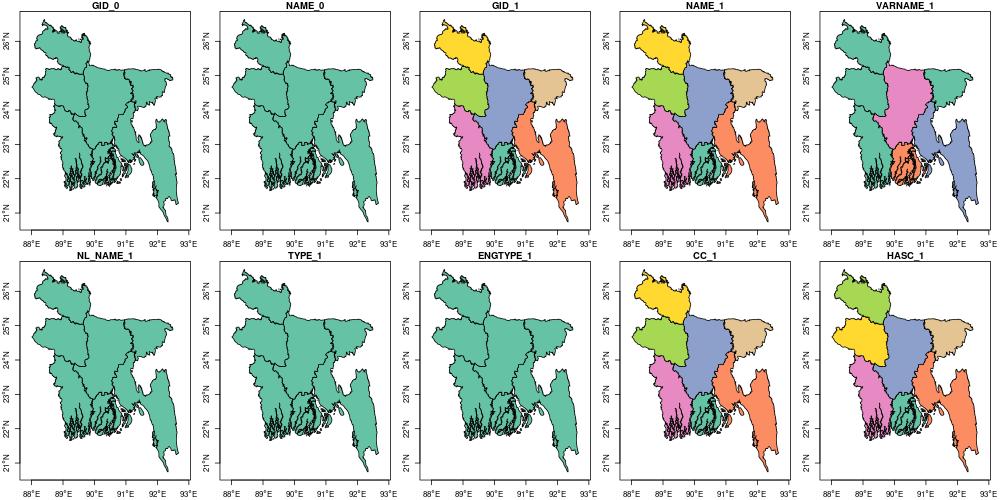 GID_0 NAME_0 GID_1 NAME_1 VARNAME_1
26°N 26°N 26°N 26°N 26°N
25°N 25°N 25°N 25°N 25°N
24°N 24°N 24°N 24°N 24°N
23°N 23°N 23°N 23°N 23°N
22°N 22°N 22°N 22°N 22°N
21°N 21°N 21°N 21°N 21°N
88°E 89°E 90°E 91°E 92°E 93°E 88°E 89°E 90°E 91°E 92°E 93°E 88°E 89°E 90°E 91°E 92°E 93°E 88°E 89°E 90°E 91°E 92°E 93°E 88°E 89°E 90°E 91°E 92°E 93°E
NL_NAME_1 TYPE_1 ENGTYPE_1 CC_1 HASC_1
26°N 26°N 26°N 26°N 26°N
25°N 25°N 25°N 25°N 25°N
24°N 24°N 24°N 24°N 24°N
23°N 23°N 23°N 23°N 23°N
22°N 22°N 22°N 22°N 22°N
21°N 21°N 21°N 21°N 21°N
88°E 89°E 90°E 91°E 92°E 93°E 88°E 89°E 90°E 91°E 92°E 93°E 88°E 89°E 90°E 91°E 92°E 93°E 88°E 89°E 90°E 91°E 92°E 93°E 88°E 89°E 90°E 91°E 92°E 93°E